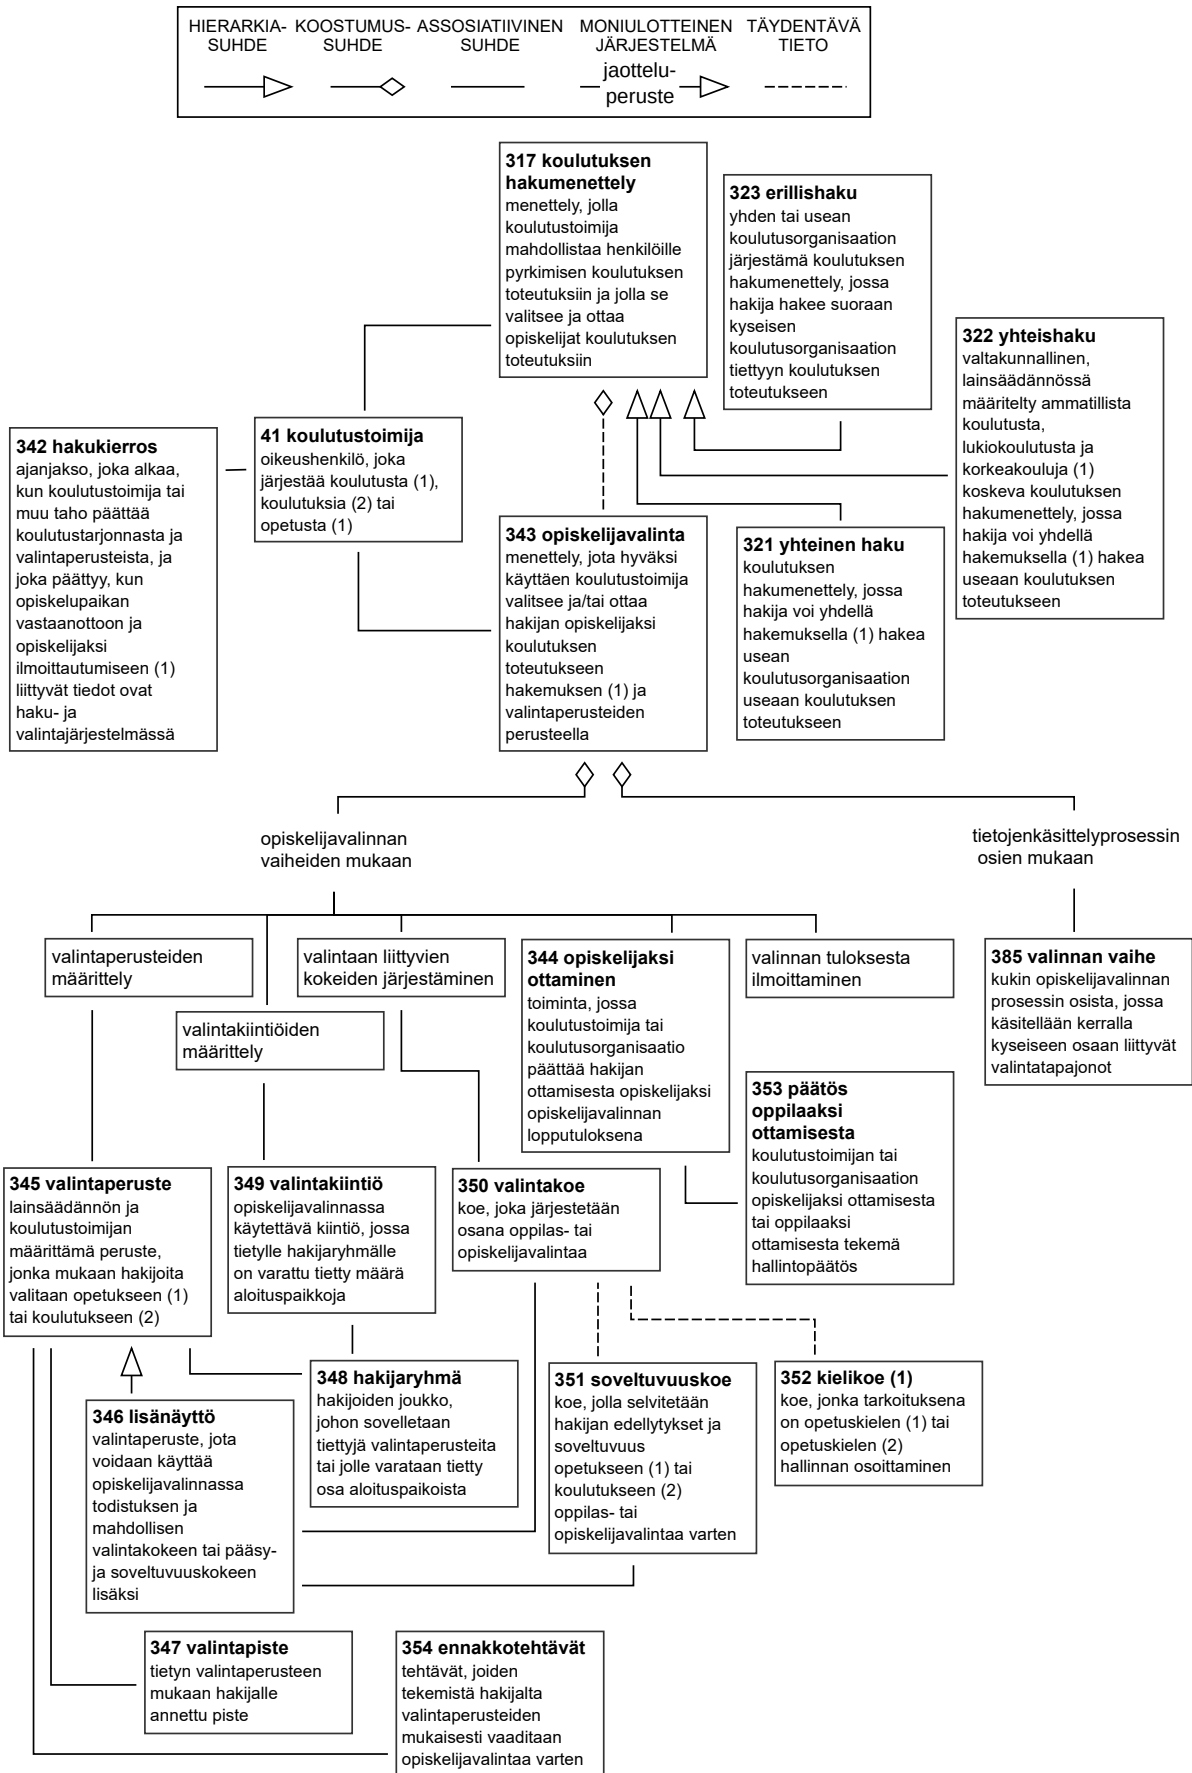 HIERARKIA-
SUHDE
KOOSTUMUS-
SUHDE
ASSOSIATIIVINEN
SUHDE
MONIULOTTEINEN
JÄRJESTELMÄ
TÄYDENTÄVÄ
TIETO
jaottelu-
peruste
317 koulutuksen
hakumenettely
menettely, jolla
koulutustoimija
mahdollistaa henkilöille
pyrkimisen koulutuksen
toteutuksiin ja jolla se
valitsee ja ottaa
opiskelijat koulutuksen
toteutuksiin
323 erillishaku
yhden tai usean
koulutusorganisaation
järjestämä koulutuksen
hakumenettely, jossa
hakija hakee suoraan
kyseisen
koulutusorganisaation
tiettyyn koulutuksen
toteutukseen
322 yhteishaku
valtakunnallinen,
lainsäädännössä
määritelty ammatillista
koulutusta,
lukiokoulutusta ja
korkeakouluja (1)
koskeva koulutuksen
hakumenettely, jossa
hakija voi yhdellä
hakemuksella (1) hakea
useaan koulutuksen
toteutukseen
342 hakukierros
ajanjakso, joka alkaa,
kun koulutustoimija tai
muu taho päättää
koulutustarjonnasta ja
valintaperusteista, ja
joka päättyy, kun
opiskelupaikan
vastaanottoon ja
opiskelijaksi
ilmoittautumiseen (1)
liittyvät tiedot ovat
haku- ja
valintajärjestelmässä
41 koulutustoimija
oikeushenkilö, joka
järjestää koulutusta (1),
koulutuksia (2) tai
opetusta (1)
343 opiskelijavalinta
menettely, jota hyväksi
käyttäen koulutustoimija
valitsee ja/tai ottaa
hakijan opiskelijaksi
koulutuksen
toteutukseen
hakemuksen (1) ja
valintaperusteiden
perusteella
321 yhteinen haku
koulutuksen
hakumenettely, jossa
hakija voi yhdellä
hakemuksella (1) hakea
usean
koulutusorganisaation
useaan koulutuksen
toteutukseen
opiskelijavalinnan
vaiheiden mukaan
tietojenkäsittelyprosessin
osien mukaan
valintaperusteiden
määrittely
valintakiintiöiden
määrittely
valintaan liittyvien
kokeiden järjestäminen
344 opiskelijaksi
ottaminen
toiminta, jossa
koulutustoimija tai
koulutusorganisaatio
päättää hakijan
ottamisesta opiskelijaksi
opiskelijavalinnan
lopputuloksena
valinnan tuloksesta
ilmoittaminen
385 valinnan vaihe
kukin opiskelijavalinnan
prosessin osista, jossa
käsitellään kerralla
kyseiseen osaan liittyvät
valintatapajonot
353 päätös
oppilaaksi
ottamisesta
koulutustoimijan tai
koulutusorganisaation
opiskelijaksi ottamisesta
tai oppilaaksi
ottamisesta tekemä
hallintopäätös
345 valintaperuste
lainsäädännön ja
koulutustoimijan
määrittämä peruste,
jonka mukaan hakijoita
valitaan opetukseen (1)
tai koulutukseen (2)
349 valintakiintiö
opiskelijavalinnassa
käytettävä kiintiö, jossa
tietylle hakijaryhmälle
on varattu tietty määrä
aloituspaikkoja
350 valintakoe
koe, joka järjestetään
osana oppilas- tai
opiskelijavalintaa
348 hakijaryhmä
hakijoiden joukko,
johon sovelletaan
tiettyjä valintaperusteita
tai jolle varataan tietty
osa aloituspaikoista
351 soveltuvuuskoe
koe, jolla selvitetään
hakijan edellytykset ja
soveltuvuus
opetukseen (1) tai
koulutukseen (2)
oppilas- tai
opiskelijavalintaa varten
352 kielikoe (1)
koe, jonka tarkoituksena
on opetuskielen (1) tai
opetuskielen (2)
hallinnan osoittaminen
346 lisänäyttö
valintaperuste, jota
voidaan käyttää
opiskelijavalinnassa
todistuksen ja
mahdollisen
valintakokeen tai pääsy-
ja soveltuvuuskokeen
lisäksi
347 valintapiste
tietyn valintaperusteen
mukaan hakijalle
annettu piste
354 ennakkotehtävät
tehtävät, joiden
tekemistä hakijalta
valintaperusteiden
mukaisesti vaaditaan
opiskelijavalintaa varten